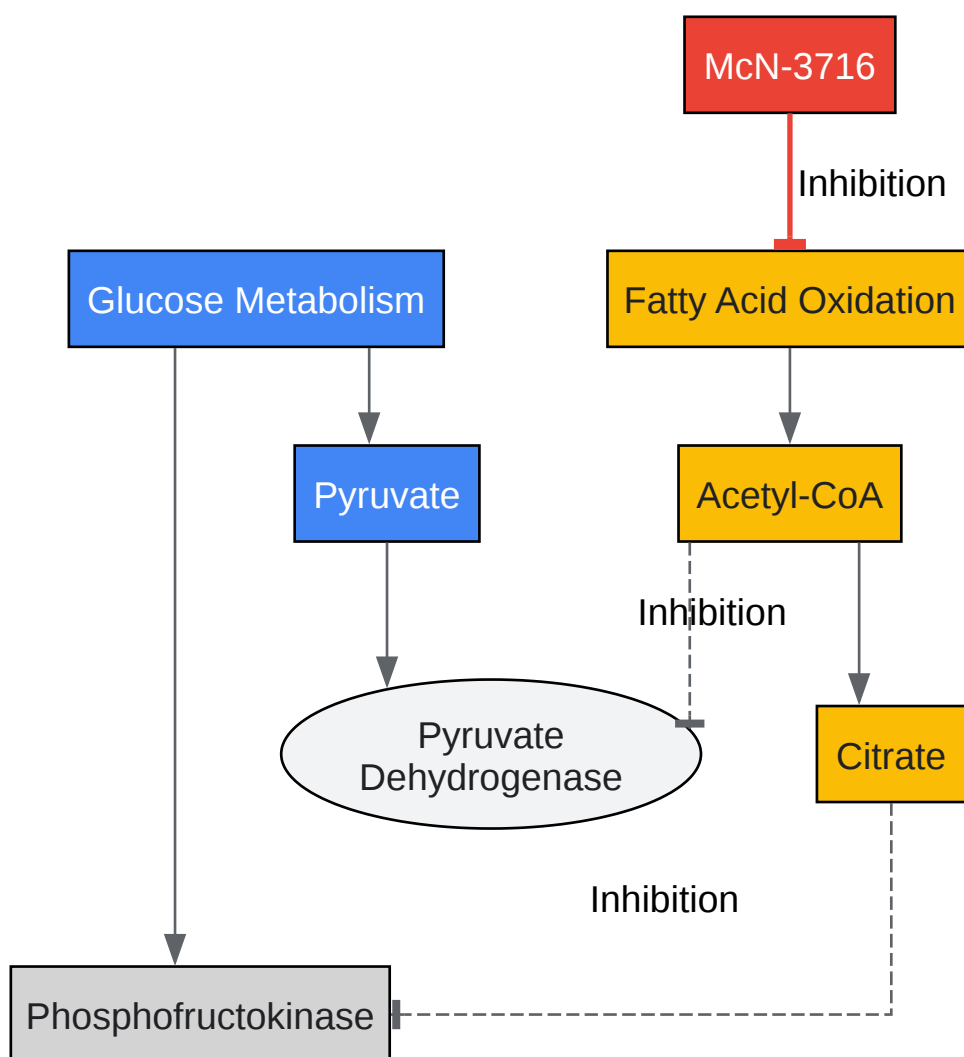 McN-3716
Inhibition
Glucose Metabolism
Fatty Acid Oxidation
Pyruvate
Acetyl-CoA
Inhibition
Pyruvate
Dehydrogenase
Citrate
Inhibition
Phosphofructokinase